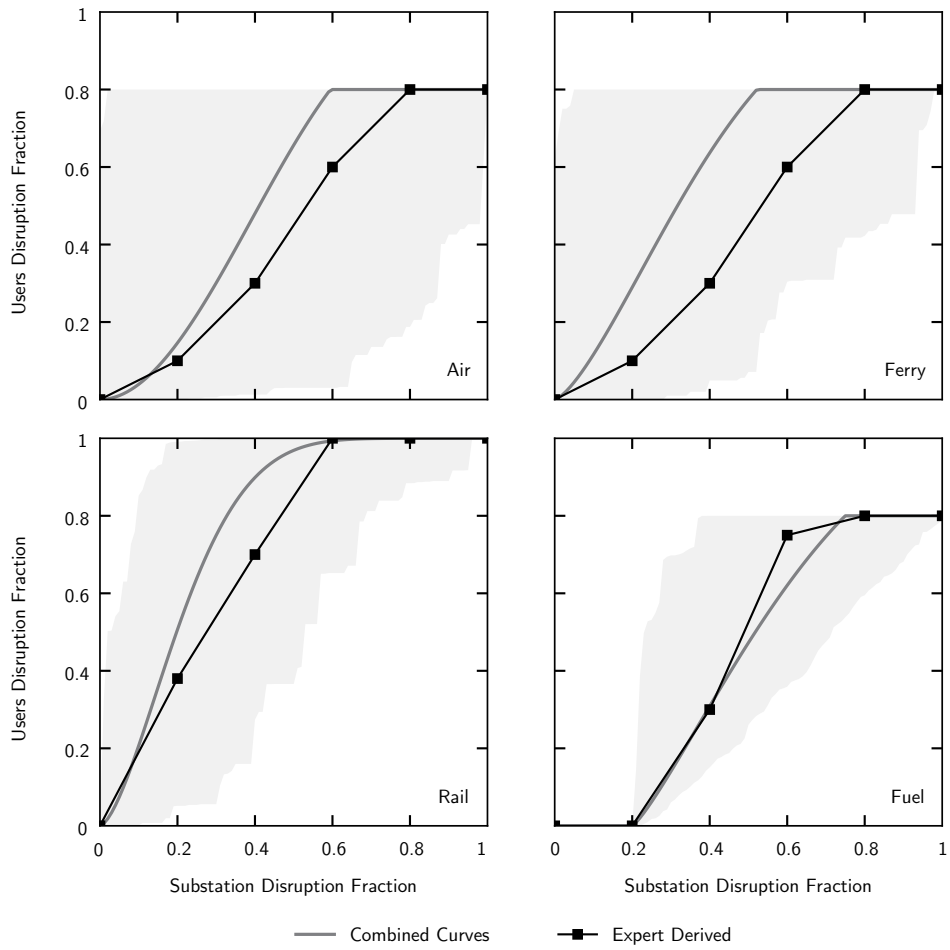 1
0.8
0.6
0.4
0.2
0
Users Disruption Fraction
Air
Ferry
1
0.8
0.6
0.4
0.2
0
Users Disruption Fraction
Rail
Fuel
0 0.2 0.4 0.6 0.8 1
0 0.2 0.4 0.6 0.8 1
Substation Disruption Fraction
Substation Disruption Fraction
Combined Curves
Expert Derived